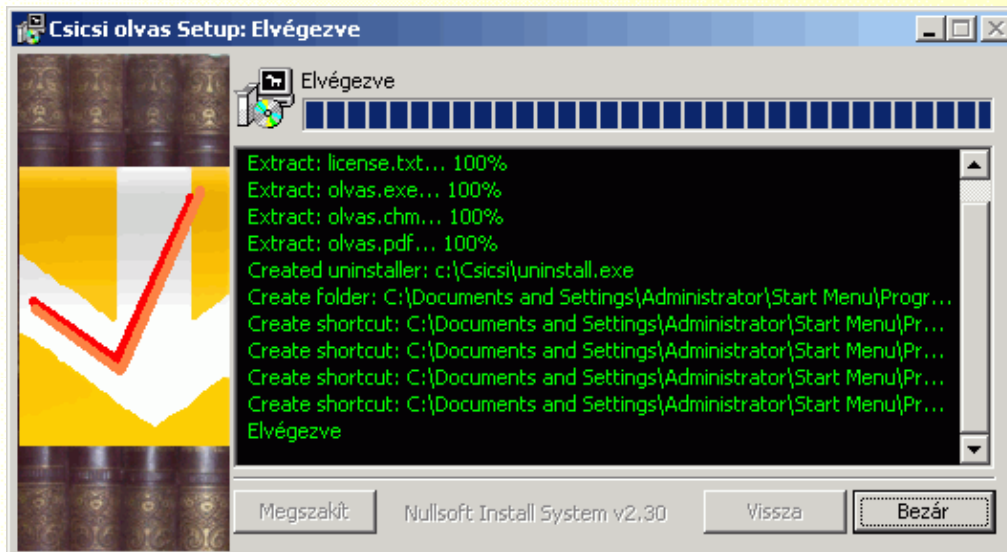 Csicsi olvas Setup: Elvégezve
Elvégezve
Extract: license.txt... 100%
Extract: olvas.exe... 100%
Extract: olvas.chm... 100%
Extract: olvas.pdf... 100%
Created uninstaller: c:\Csicsi\uninstall.exe
Create folder: C:\Documents and Settings\Administrator\Start Menu\Progr...
Create shortcut: C:\Documents and Settings\Administrator\Start Menu\Pr...
Create shortcut: C:\Documents and Settings\Administrator\Start Menu\Pr...
Create shortcut: C:\Documents and Settings\Administrator\Start Menu\Pr...
Create shortcut: C:\Documents and Settings\Administrator\Start Menu\Pr...
Elvégezve
Megszakít Nullsoft Install System v2.30 Vissza Bezár